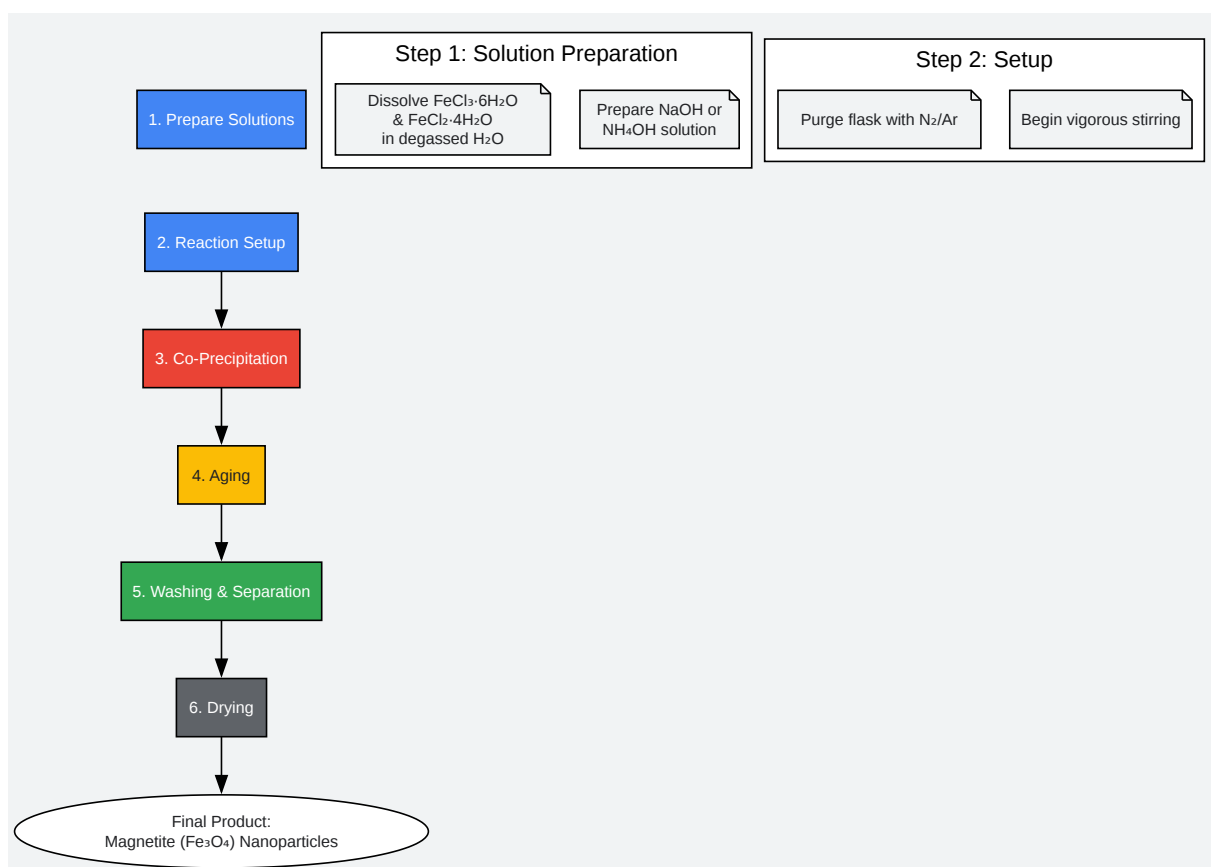 Step 1: Solution Preparation
Step 2: Setup
1. Prepare Solutions
Dissolve FeCl₃·6H₂O
& FeCl₂·4H₂O
in degassed H₂O
Prepare NaOH or
NH₄OH solution
Purge flask with N₂/Ar
Begin vigorous stirring
2. Reaction Setup
3. Co-Precipitation
4. Aging
5. Washing & Separation
6. Drying
Final Product:
Magnetite (Fe₃O₄) Nanoparticles